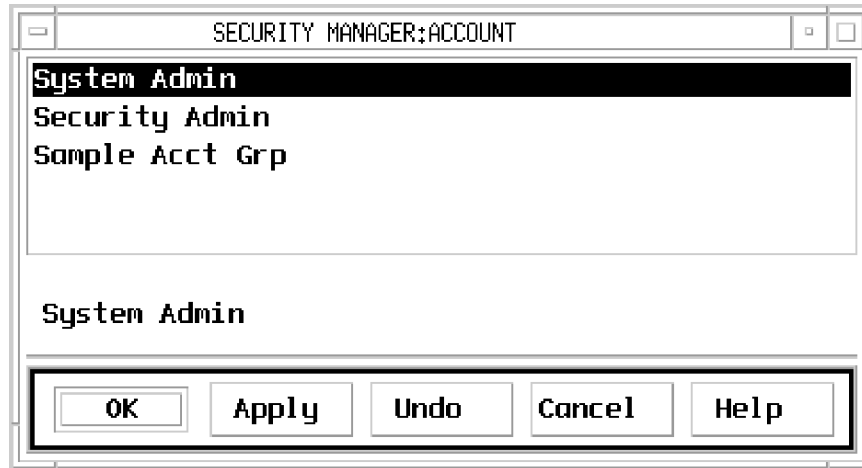 SECURITY MANAGER:ACCOUNT
System Admin
Security Admin
Sample Acct Grp
System Admin
OK Apply Undo Cancel Help